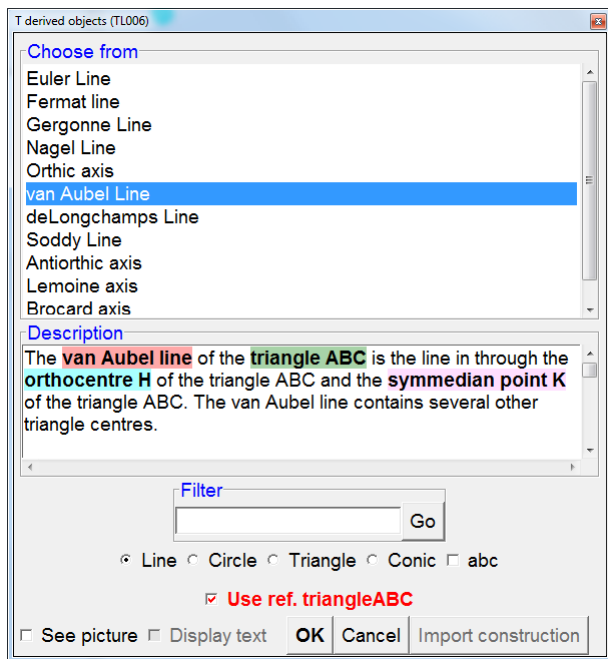 T derived objects (TL006)
Choose from
Euler Line
Fermat line
Gergonne Line
Nagel Line
Orthic axis
van Aubel Line
deLongchamps Line
Soddy Line
Antiorthic axis
Lemoine axis
Brocard axis
Description
The van Aubel line of the triangle ABC is the line in through the
orthocentre H of the triangle ABC and the symmedian point K
of the triangle ABC. The van Aubel line contains several other
triangle centres.
Filter
Go
Line Circle Triangle Conic abc
Use ref. triangleABC
See picture Display text OK Cancel Import construction